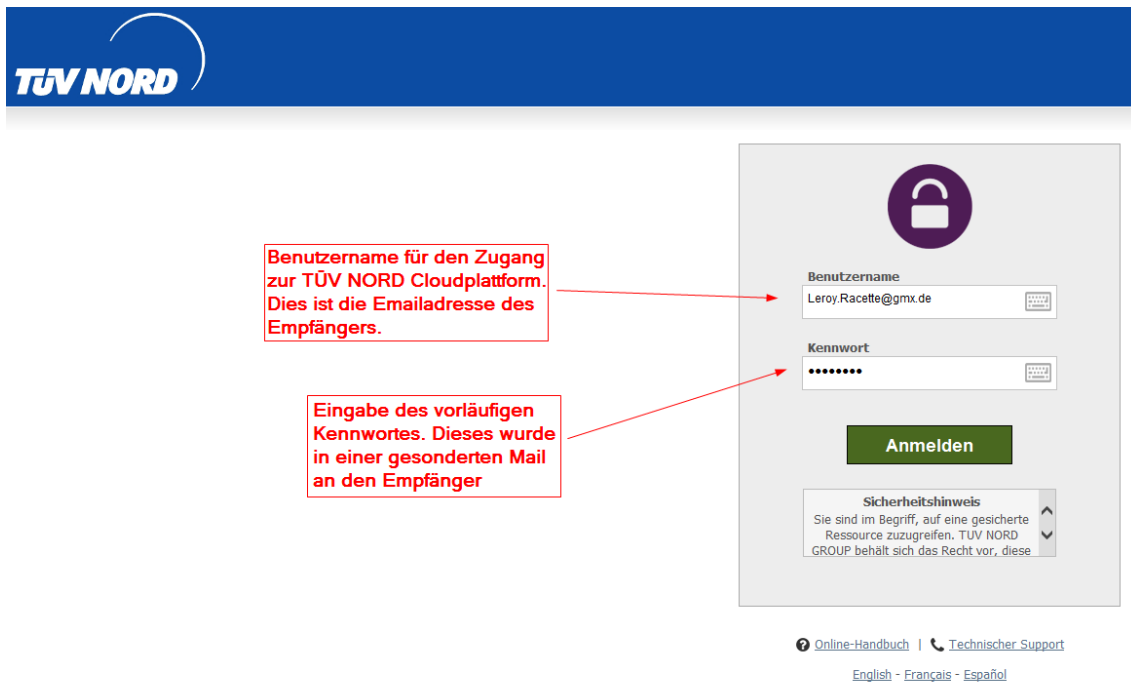 TÜV NORD
Benutzername für den Zugang
zur TÜV NORD Cloudplattform.
Dies ist die Emailadresse des
Empfängers.
Eingabe des vorläufigen
Kennwortes. Dieses wurde
in einer gesonderten Mail
an den Empfänger
Benutzername
Leroy.Racette@gmx.de
Kennwort
••••••••
Anmelden
Sicherheitshinweis
Sie sind im Begriff, auf eine gesicherte
Ressource zuzugreifen. TUV NORD
GROUP behält sich das Recht vor, diese
Online-Handbuch | Technischer Support
English - Français - Español